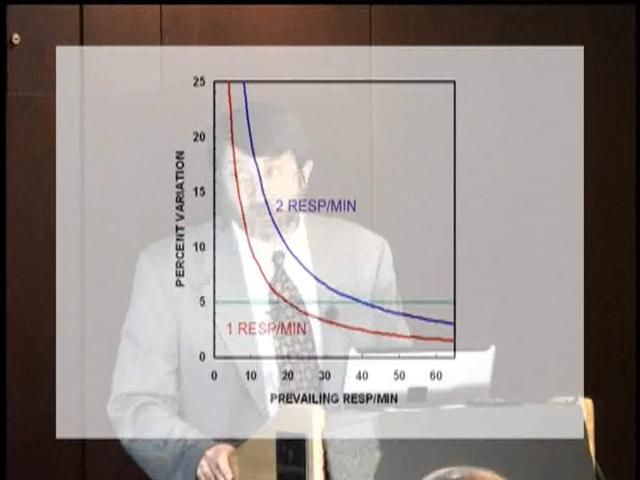 25
20
15
10
5
0
PERCENT VARIATION
2 RESP/MIN
1 RESP/MIN
0 10 20 30 40 50 60
PREVAILING RESP/MIN